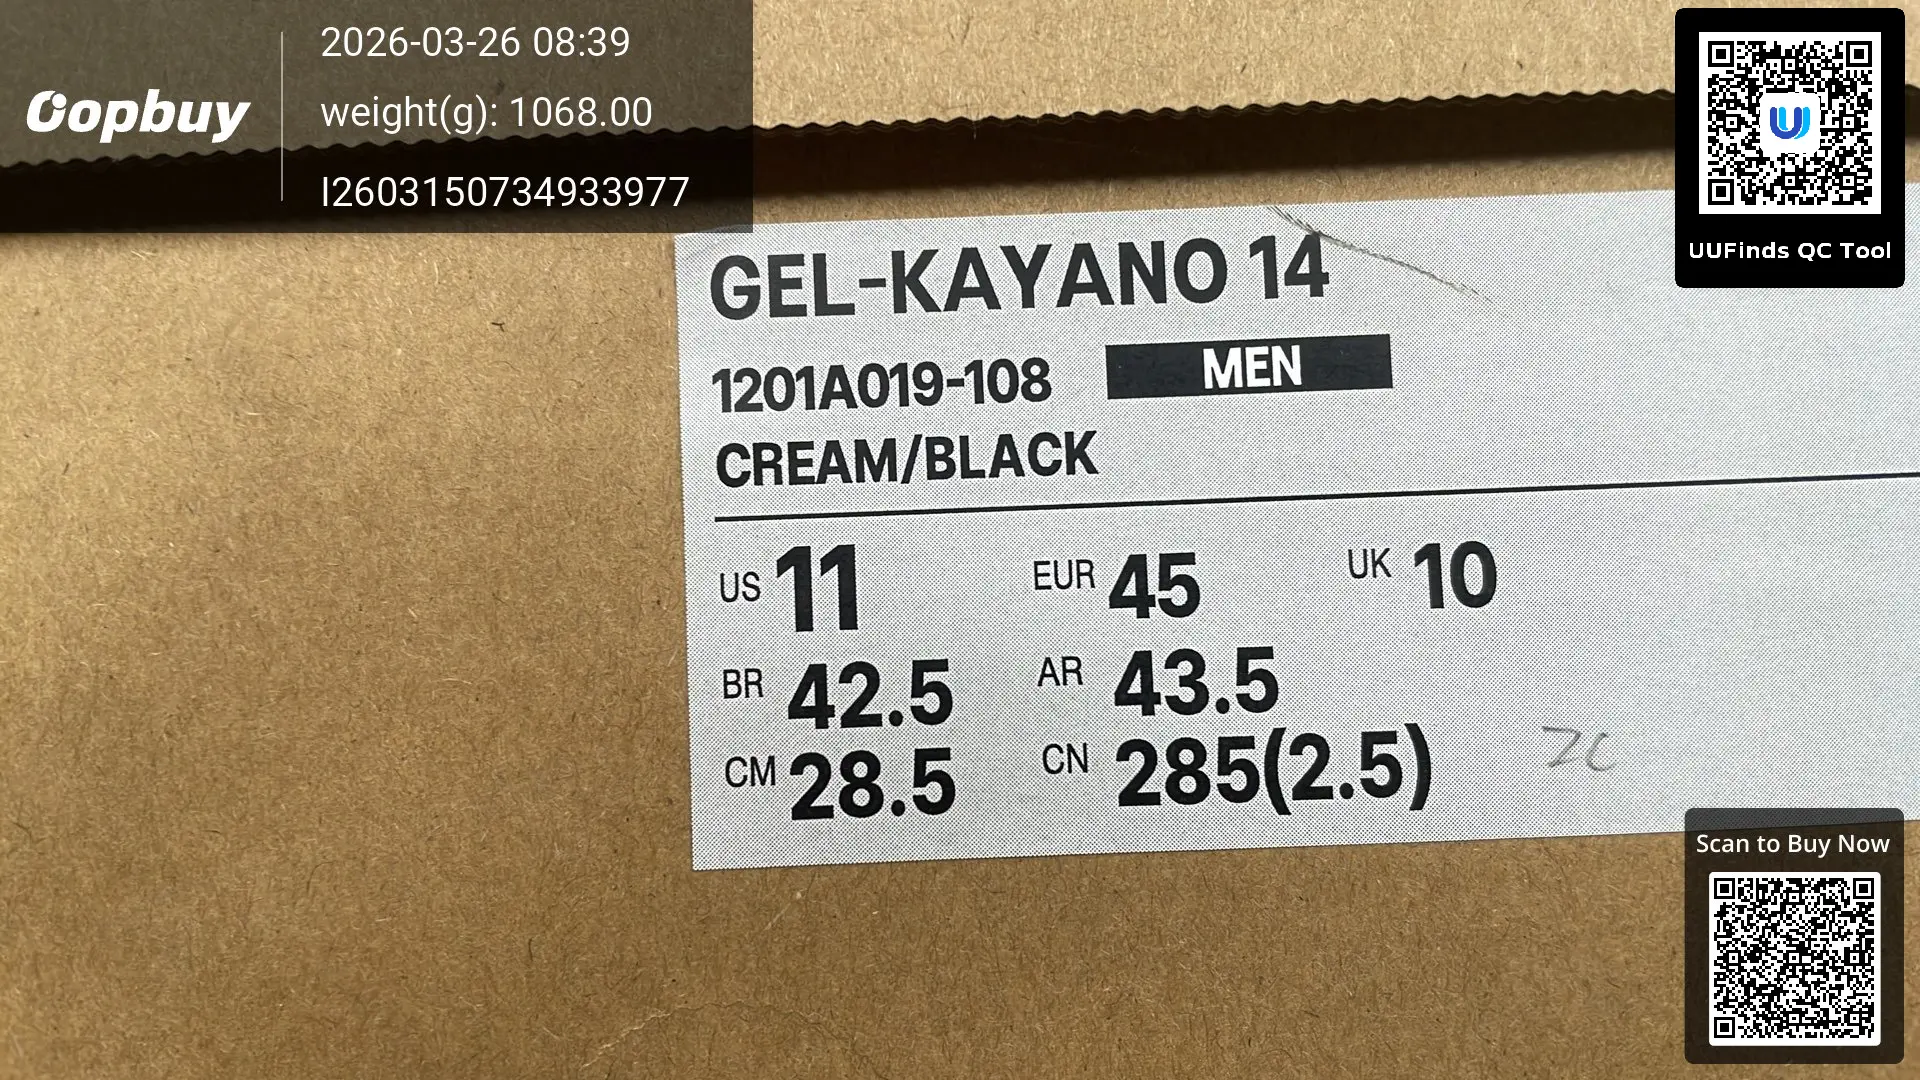 Oopbuy
2026-03-26 08:39
weight(g): 1068.00
I2603150734933977
UUFinds QC Tool
GEL-KAYANO 14
1201A019-108 MEN
CREAM/BLACK
US 11 EUR 45 UK 10
BR 42.5 AR 43.5
CM 28.5 CN 285(2.5)
Scan to Buy Now